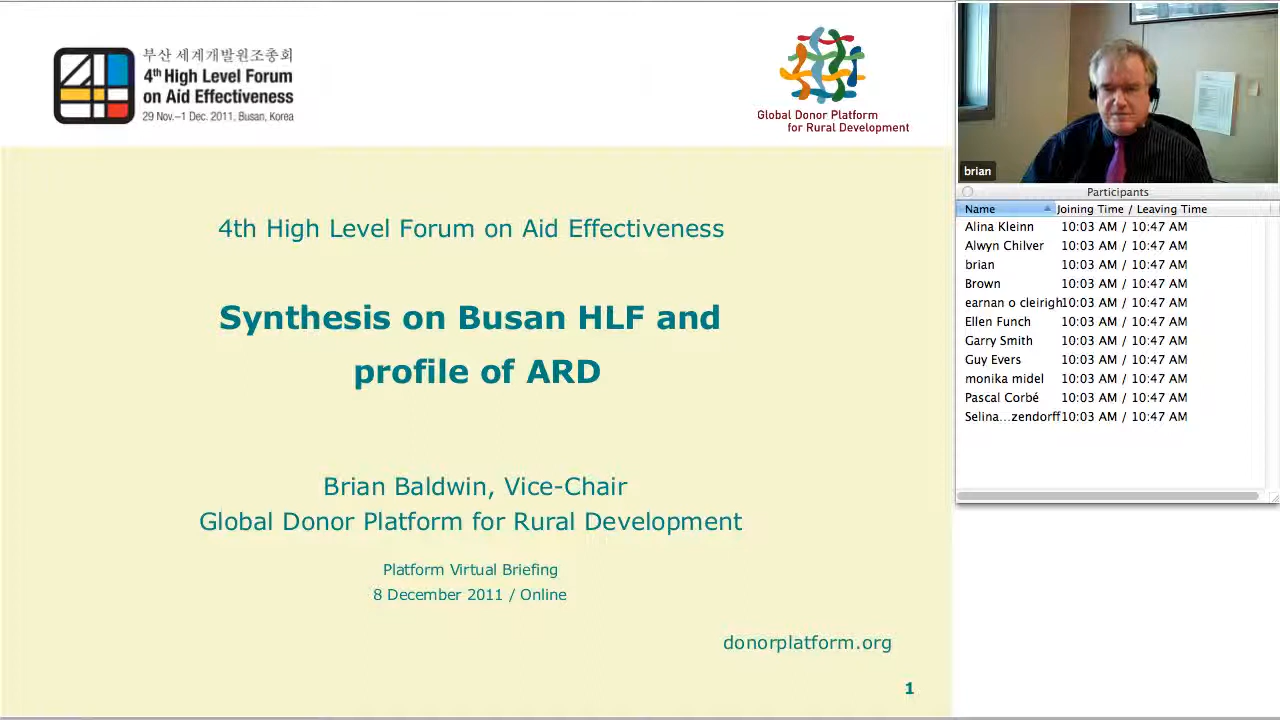 부산 세계개발원조총회
4th High Level Forum
on Aid Effectiveness
29 Nov.–1 Dec. 2011, Busan, Korea
Global Donor Platform
for Rural Development
4th High Level Forum on Aid Effectiveness
Synthesis on Busan HLF and
profile of ARD
Brian Baldwin, Vice-Chair
Global Donor Platform for Rural Development
Platform Virtual Briefing
8 December 2011 / Online
donorplatform.org
1
brian
Participants
Name Joining Time / Leaving Time
Alina Kleinn 10:03 AM / 10:47 AM
Alwyn Chilver 10:03 AM / 10:47 AM
brian 10:03 AM / 10:47 AM
Brown 10:03 AM / 10:47 AM
earnan o cleirigh 10:03 AM / 10:47 AM
Ellen Funch 10:03 AM / 10:47 AM
Garry Smith 10:03 AM / 10:47 AM
Guy Evers 10:03 AM / 10:47 AM
monika midel 10:03 AM / 10:47 AM
Pascal Corbé 10:03 AM / 10:47 AM
Selina...zendorff 10:03 AM / 10:47 AM